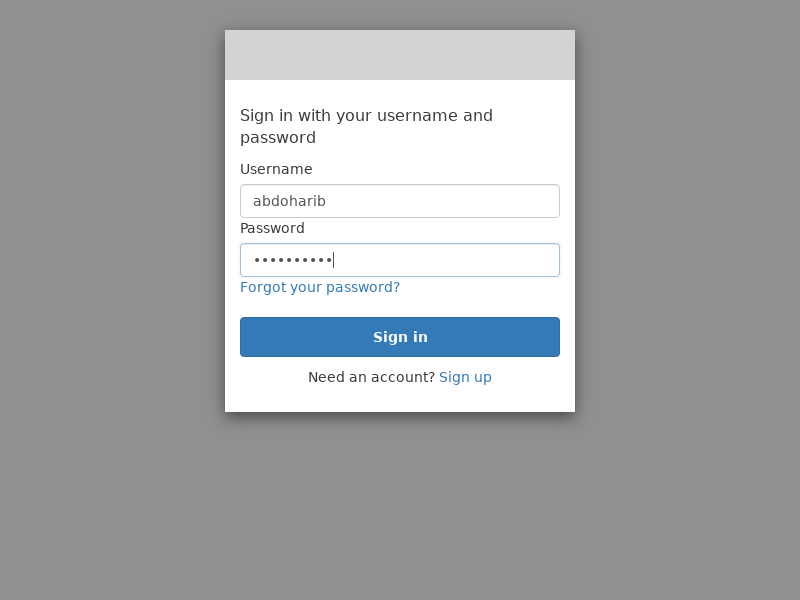 Sign in with your username and
password
Username
abdoharib
Password
••••••••••
Forgot your password?
Sign in
Need an account? Sign up